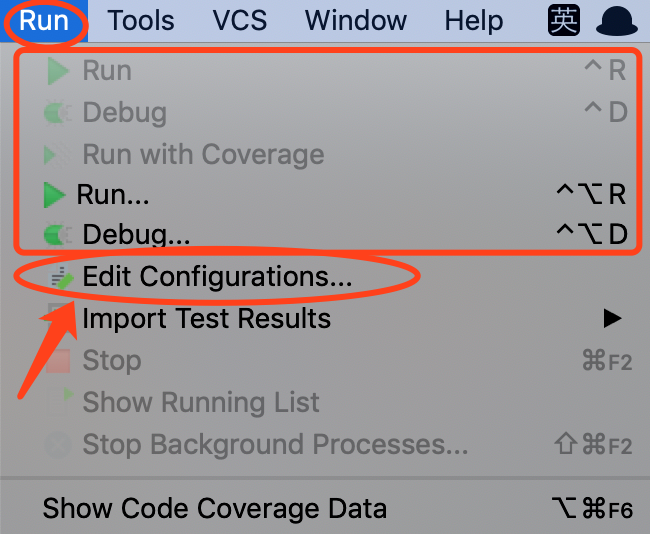 Run Tools VCS Window Help 英
Run ⌃R
Debug ⌃D
Run with Coverage
Run... ⌃⌥R
Debug... ⌃⌥D
Edit Configurations...
Import Test Results ▶
Stop ⌘F2
Show Running List
Stop Background Processes... ⇧⌘F2
Show Code Coverage Data ⌥⌘F6